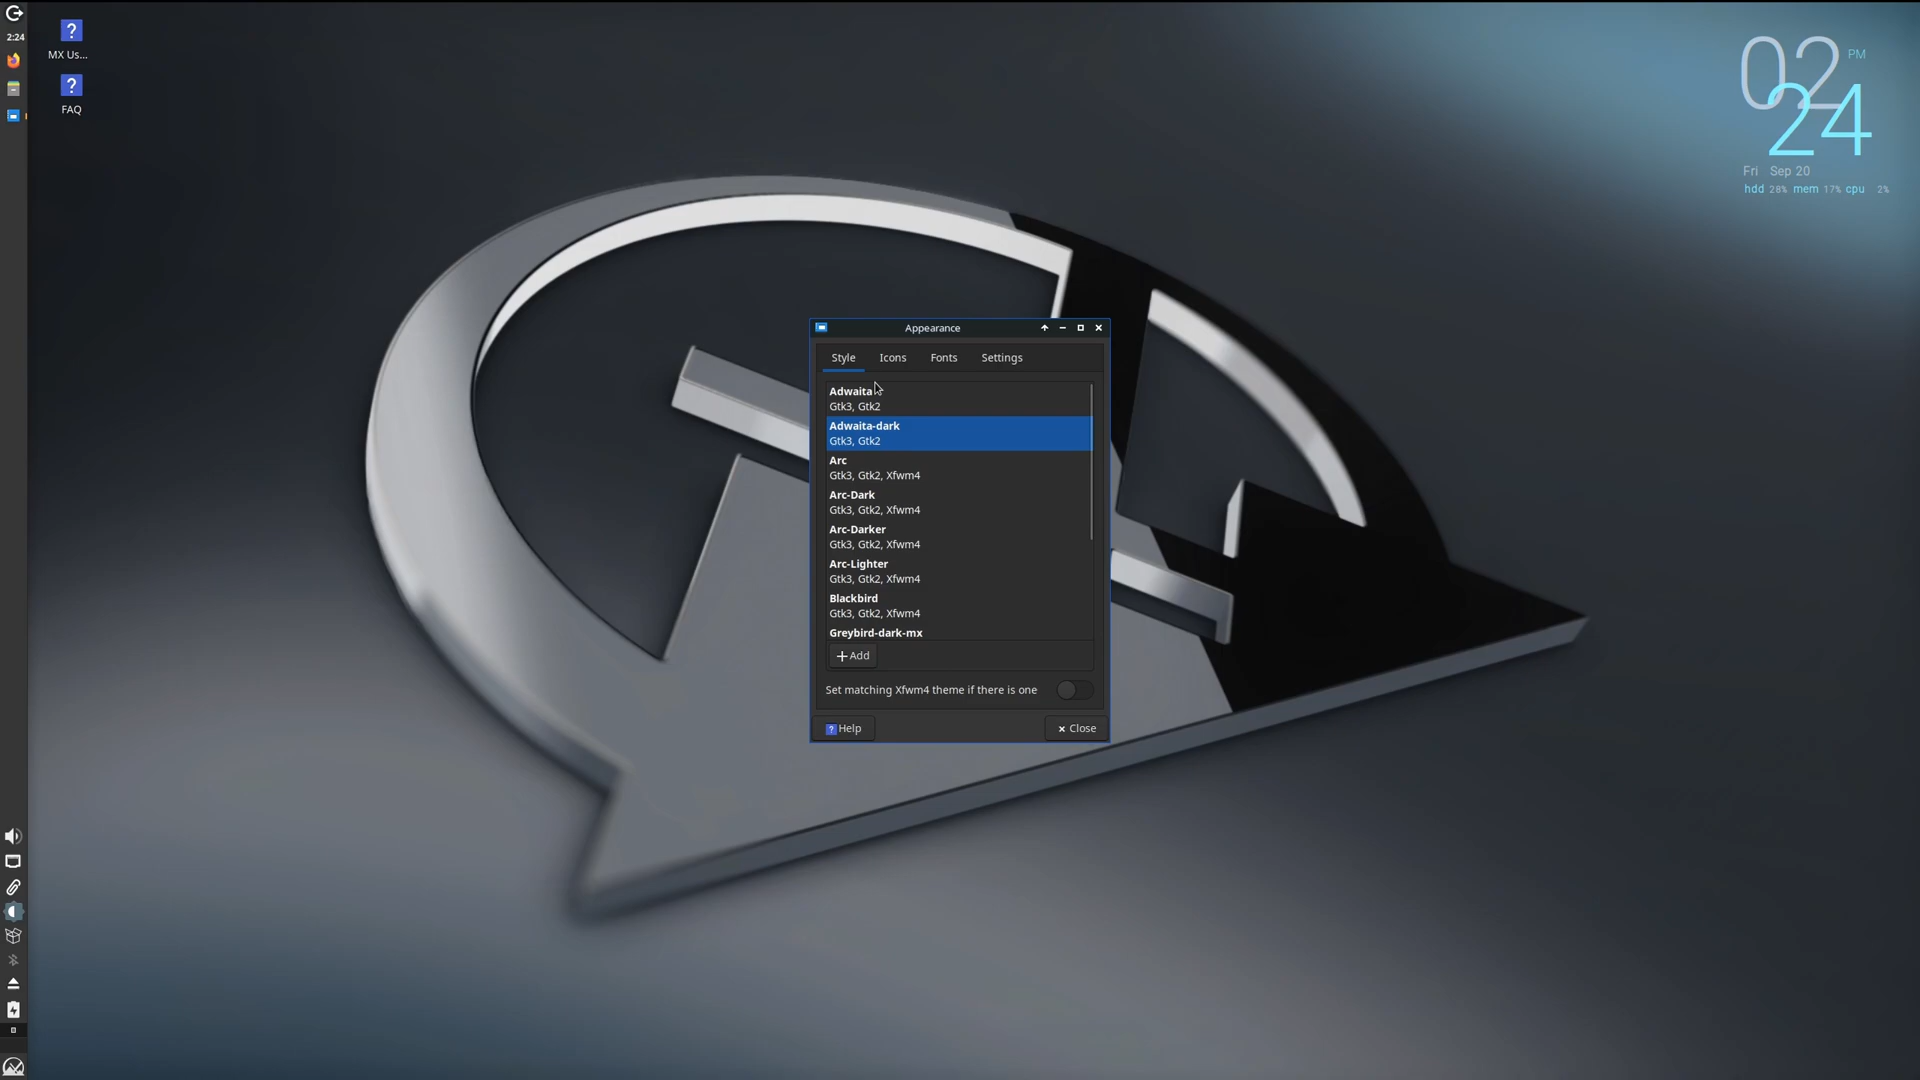 2:24
MX Us...
FAQ
02 PM
24
Fri Sep 20
hdd 28% mem 17% cpu 2%
Appearance
Style Icons Fonts Settings
Adwaita
Gtk3, Gtk2
Adwaita-dark
Gtk3, Gtk2
Arc
Gtk3, Gtk2, Xfwm4
Arc-Dark
Gtk3, Gtk2, Xfwm4
Arc-Darker
Gtk3, Gtk2, Xfwm4
Arc-Lighter
Gtk3, Gtk2, Xfwm4
Blackbird
Gtk3, Gtk2, Xfwm4
Greybird-dark-mx
Add
Set matching Xfwm4 theme if there is one
Help Close